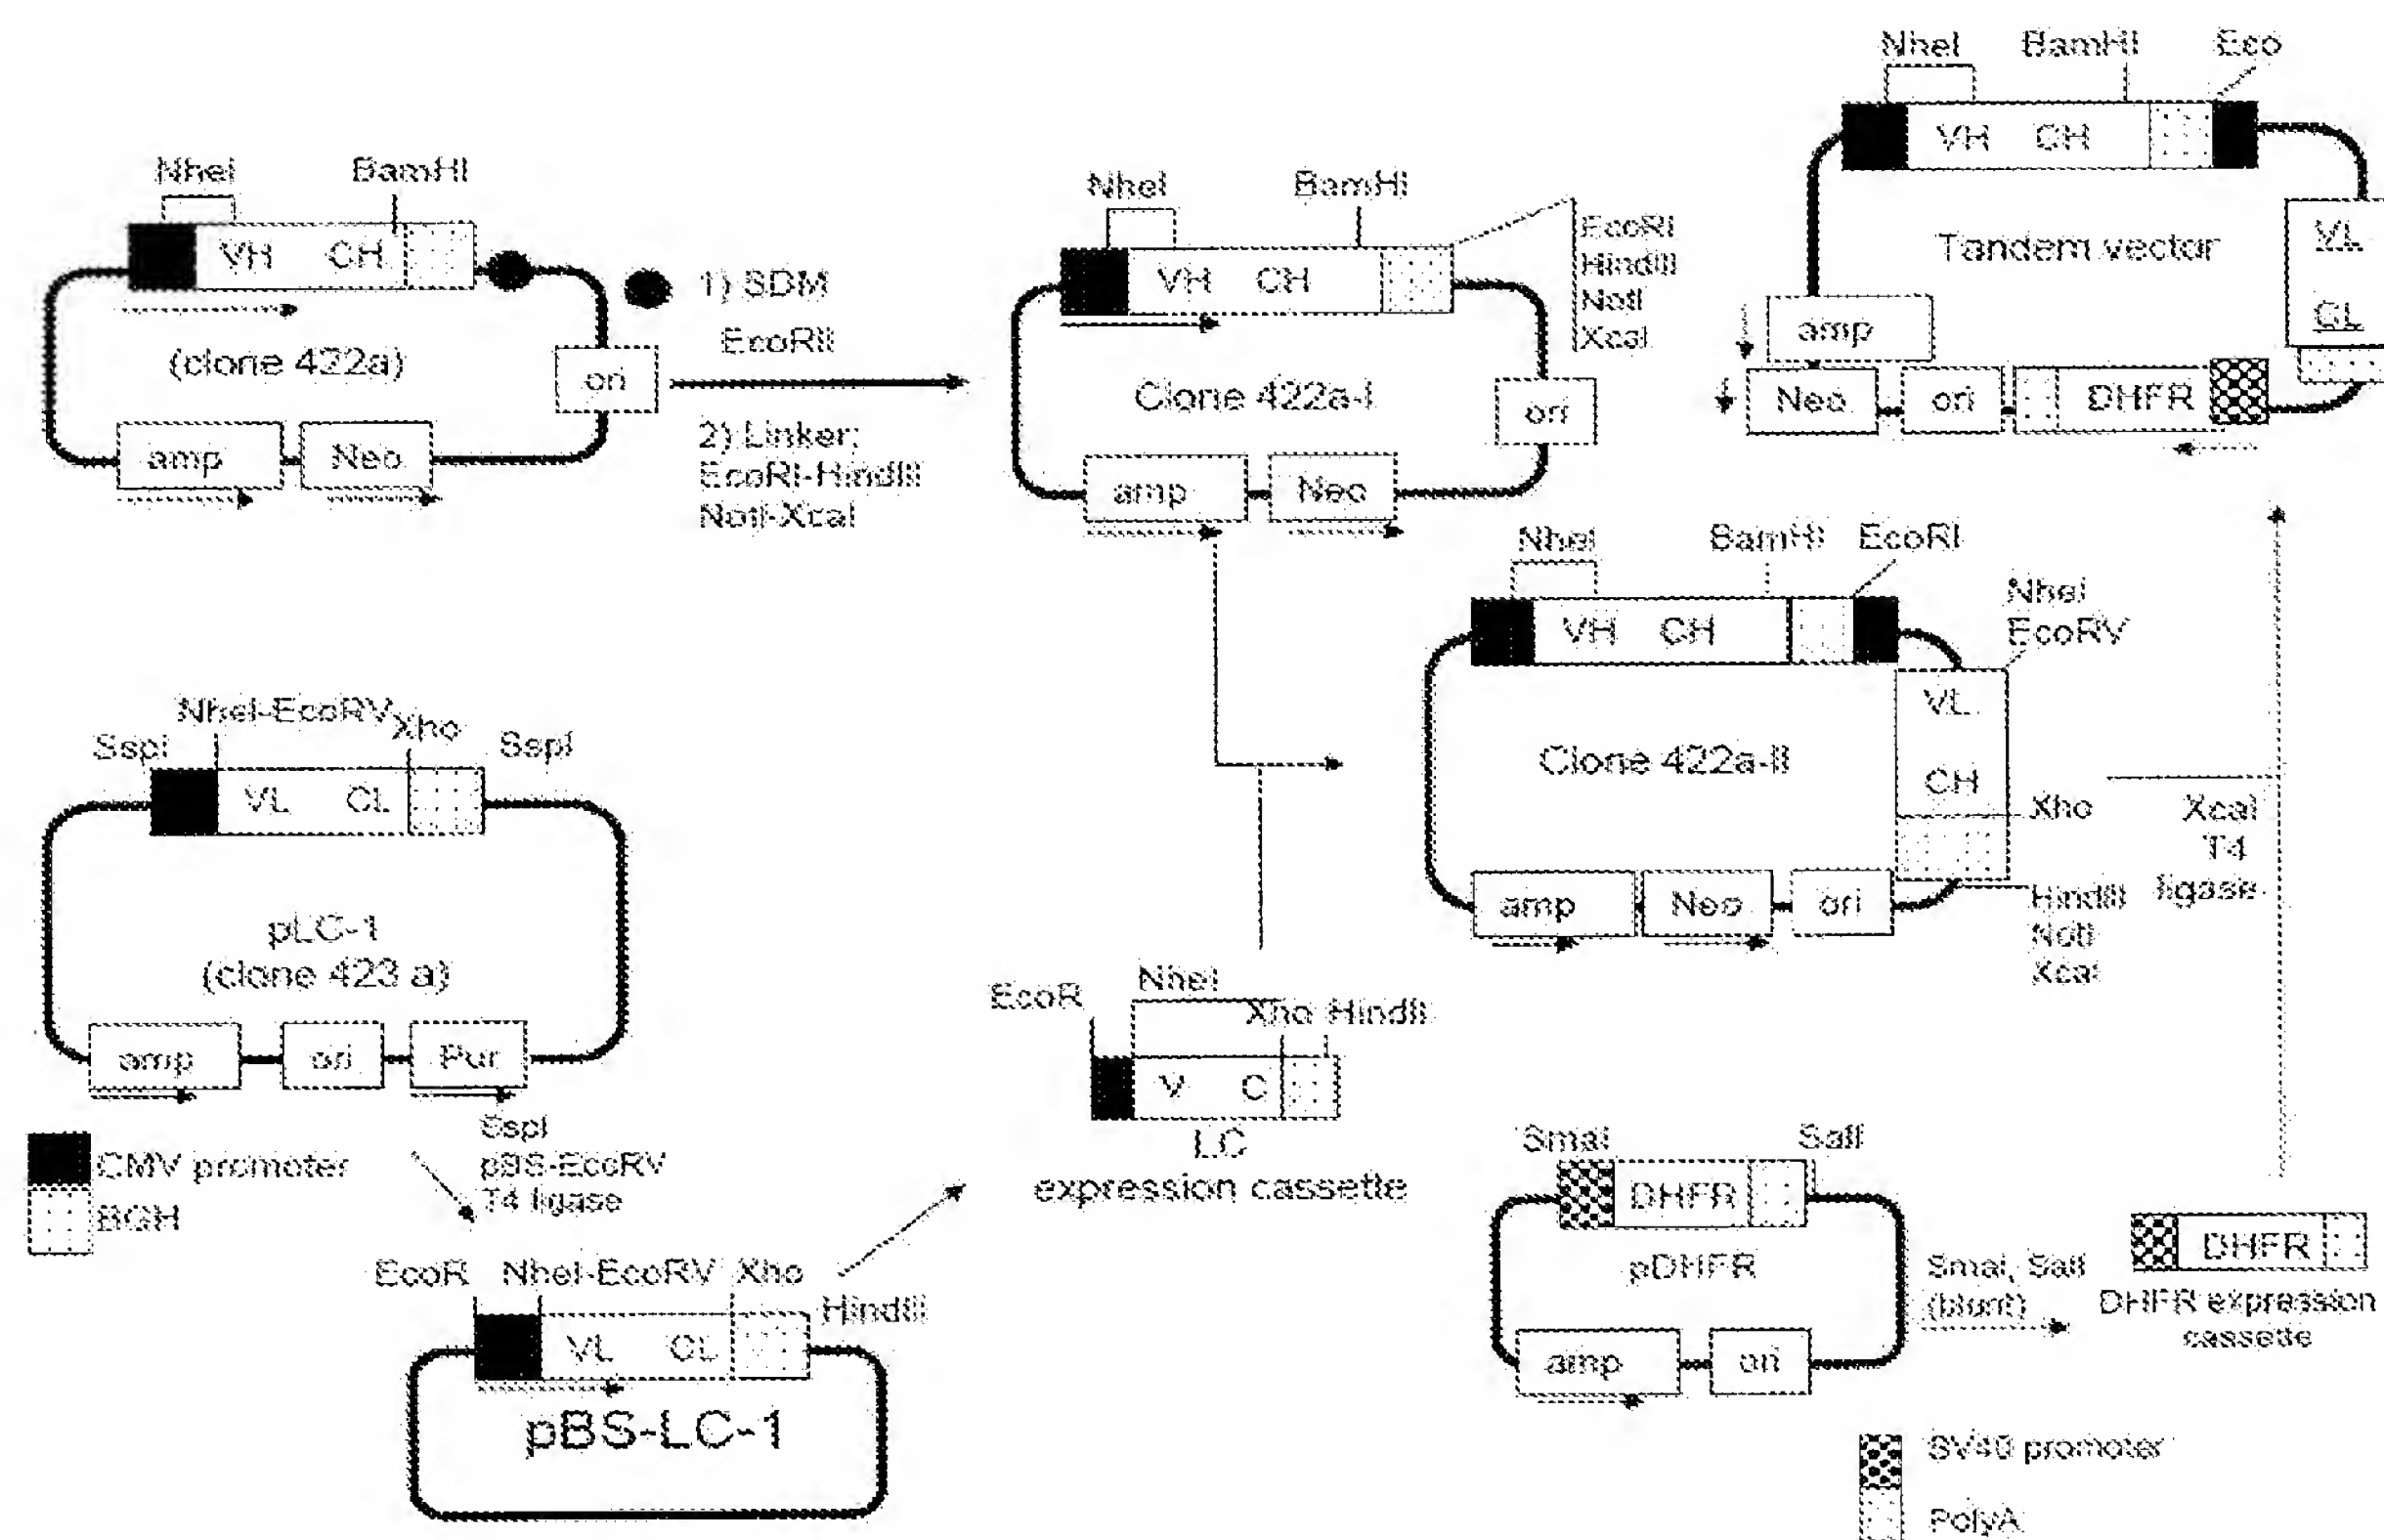 NheI
BamHI
VH CH
(clone 422a)
ori
amp
Neo
1) SDM
EcoRII
2) Linker:
EcoRI-HindIII
NotI-XcaI
NheI
BamHI
EcoRI
HindIII
NotI
XcaI
VH CH
Clone 422a-I
ori
amp
Neo
NheI
BamHI
Eco
VH CH
Tandem vector
VL
CL
amp
Neo
ori
DHFR
NheI
BamHI
EcoRI
NheI
EcoRV
VH CH
VL
CH
Clone 422a-II
Xho
amp
Neo
ori
HindIII
NotI
XcaI
XcaI
T4
ligase
SspI
NheI-EcoRV
Xho
SspI
VL CL
pLC-1
(clone 423 a)
amp
ori
Pur
CMV promoter
BGH
SspI
pBS-EcoRV
T4 ligase
EcoR
NheI-EcoRV
Xho
HindIII
VL CL
pBS-LC-1
EcoR
NheI
Xho
HindII
V C
LC
expression cassette
SmaI
SalI
DHFR
pDHFR
amp
ori
SmaI, SalI
(blunt)
DHFR
DHFR expression
cassette
SV40 promoter
PolyA